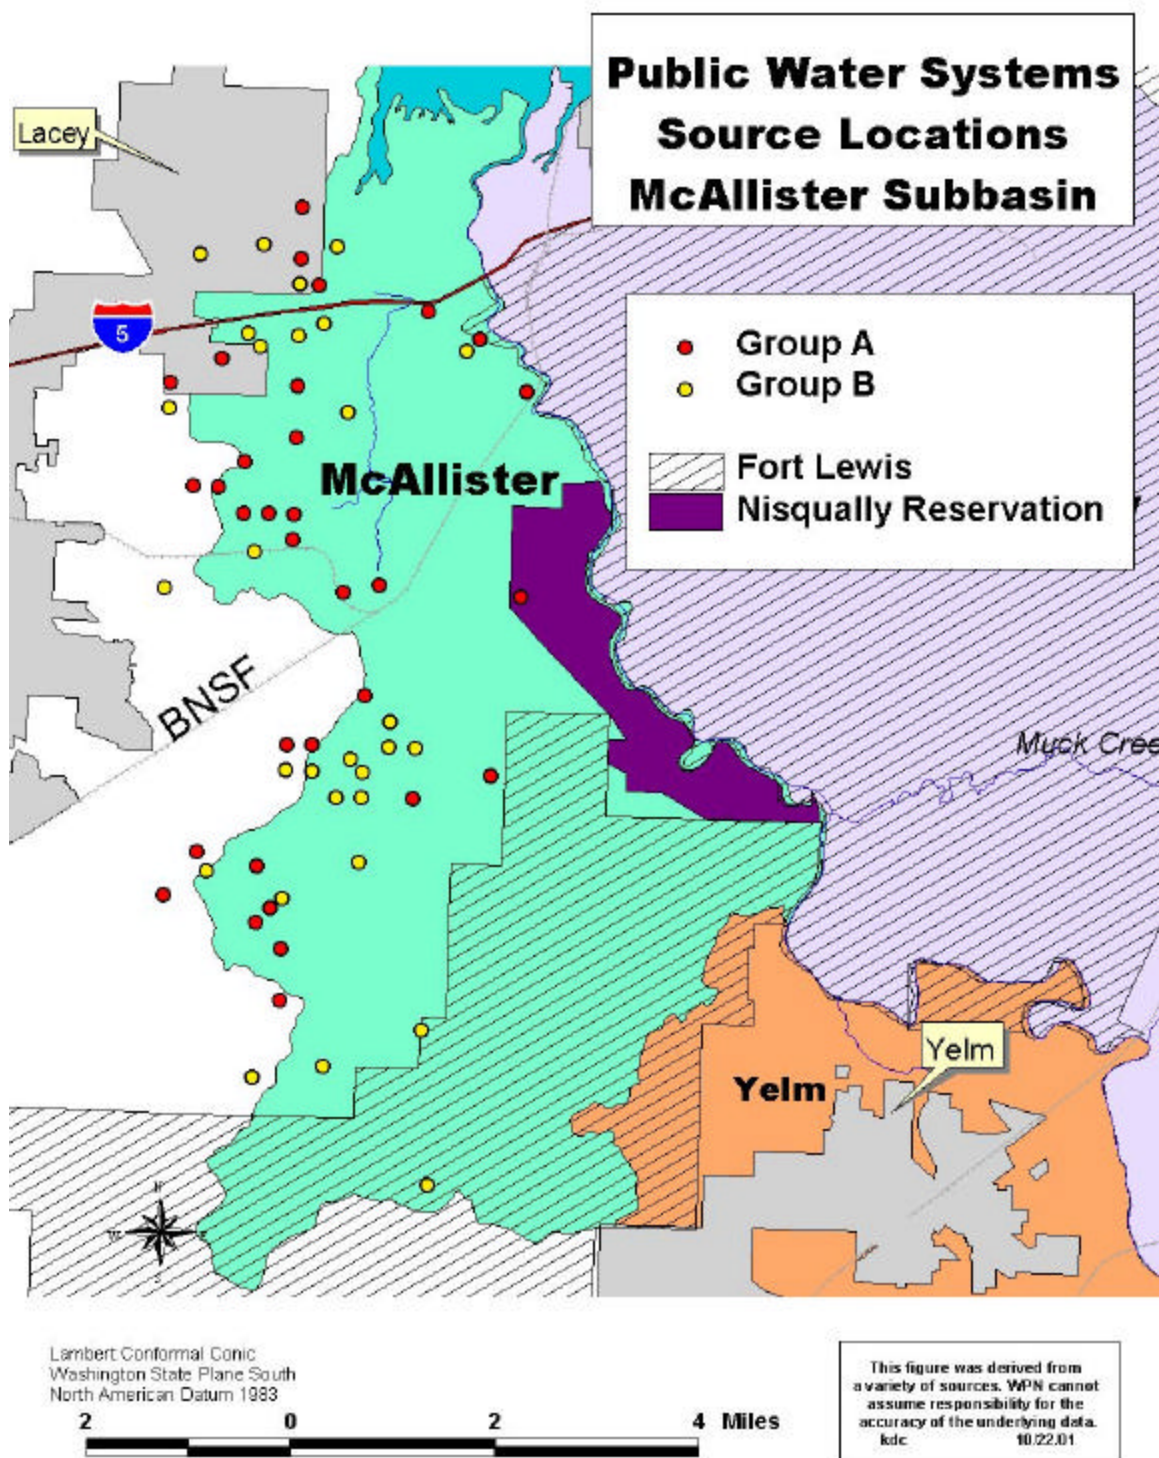 Public Water Systems
Source Locations
McAllister Subbasin
Lacey
5
Group A
Group B
Fort Lewis
Nisqually Reservation
McAllister
BNSF
Muck Cree
Yelm
Yelm
N
W
S
Lambert Conformal Conic
Washington State Plane South
North American Datum 1983
2 0 2 4 Miles
This figure was derived from
a variety of sources. WPN cannot
assume responsibility for the
accuracy of the underlying data.
kdc 10/22/01